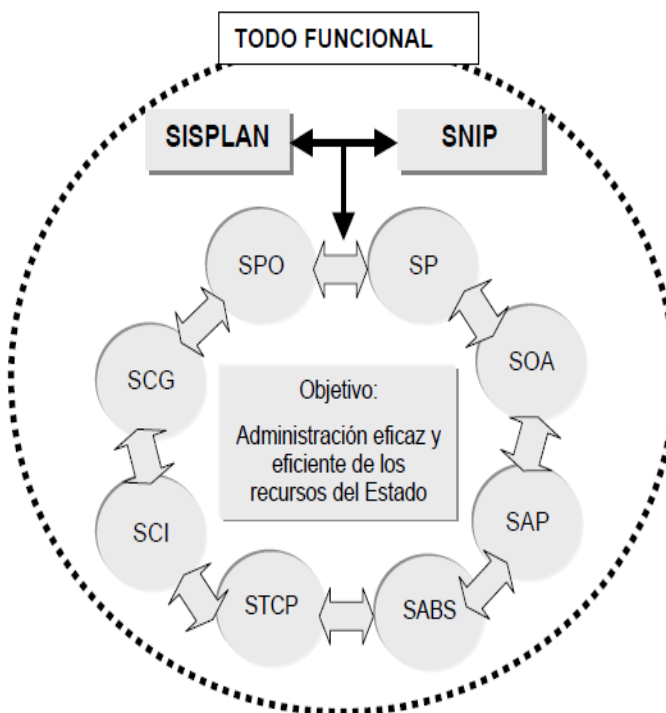 TODO FUNCIONAL
SISPLAN
SNIP
SPO
SP
SCG
SOA
Objetivo:
Administración eficaz y
eficiente de los
recursos del Estado
SCI
SAP
STCP
SABS